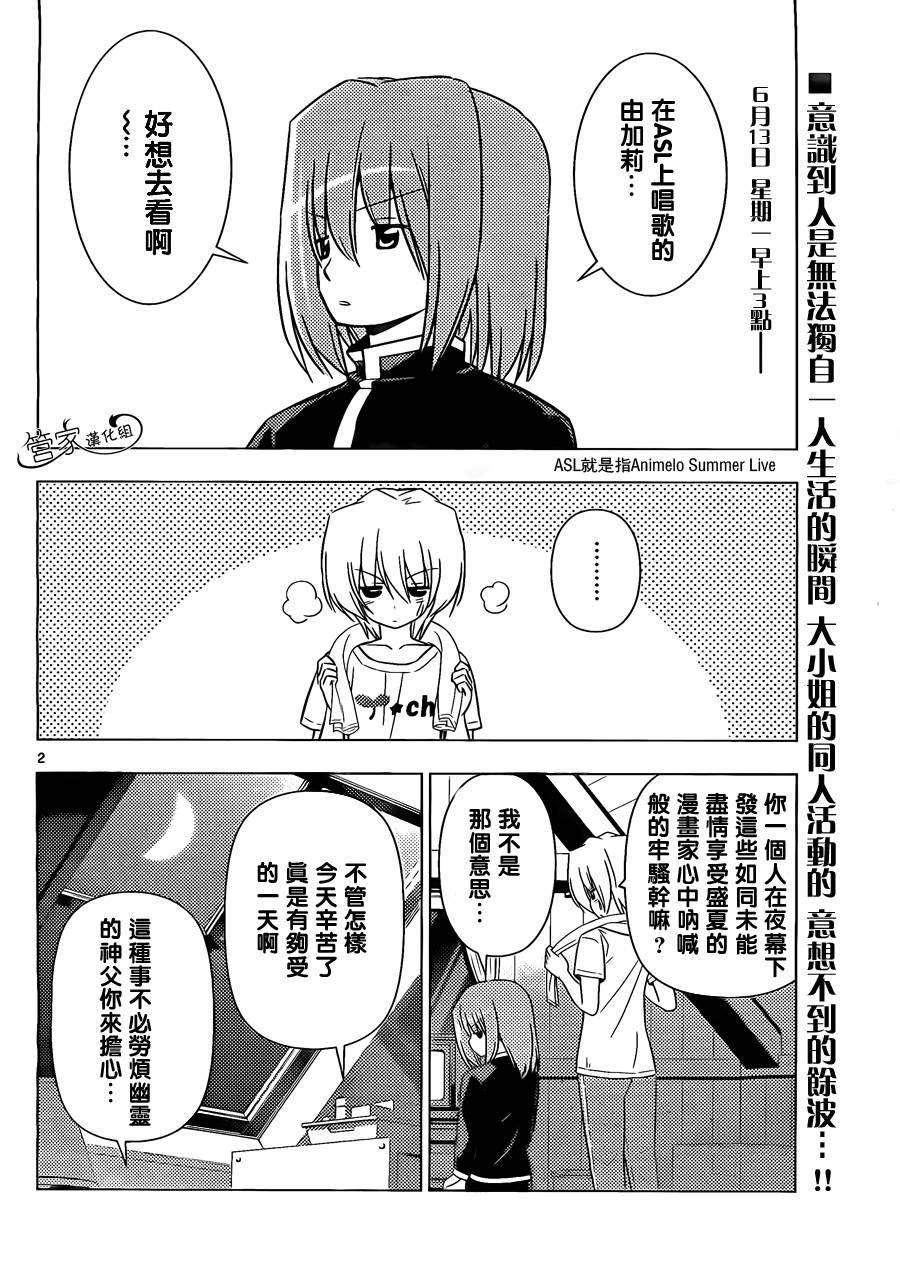 ■意識到人是無法獨自一人生活的瞬間 大小姐的同人活動的 意想不到的餘波…!!
6月13日 星期一 早上3點——
在ASL上唱歌的
由加莉…
好想去看啊
～……
管家漢化組
ASL就是指Animelo Summer Live
………
★ch
2
你一個人在夜幕下
發這些如同未能
盡情享受盛夏的
漫畫家心中吶喊
般的牢騷幹嘛？
我不是
那個意思…
不管怎樣
今天辛苦了
真是有夠受
的一天啊
這種事不必勞煩幽靈
的神父你來擔心…